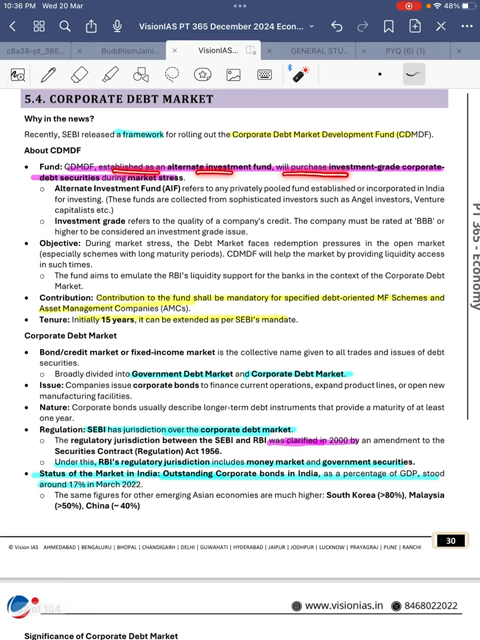 10:36 PM Wed 20 Mar
48%
VisionIAS PT 365 December 2024 Econ...
c8a38-pt_365...
BuddhismJaini...
VisionIAS...
GENERAL STU...
PYQ (6) (1)
5.4. CORPORATE DEBT MARKET
Why in the news?
Recently, SEBI released a framework for rolling out the Corporate Debt Market Development Fund (CDMDF).
About CDMDF
• Fund: CDMDF, established as an alternate investment fund, will purchase investment-grade corporate-
debt securities during market stress.
o Alternative Investment Fund (AIF) refers to any privately pooled fund established or incorporated in India
for investing. (These funds are collected from sophisticated investors such as Angel investors, Venture
capitalists etc.)
o Investment grade refers to the quality of a company's credit. The company must be rated at 'BBB' or
higher to be considered an investment grade issue.
• Objective: During market stress, the Debt Market faces redemption pressures in the open market
(especially schemes with long maturity periods). CDMDF will help the market by providing liquidity access
in such times.
o The fund aims to emulate the RBI's liquidity support for the banks in the context of the Corporate Debt
Market.
• Contribution: Contribution to the fund shall be mandatory for specified debt-oriented MF Schemes and
Asset Management Companies (AMCs).
• Tenure: Initially 15 years, it can be extended as per SEBI's mandate.
Corporate Debt Market
• Bond/credit market or fixed-income market is the collective name given to all trades and issues of debt
securities.
o Broadly divided into Government Debt Market and Corporate Debt Market.
• Issue: Companies issue corporate bonds to finance current operations, expand product lines, or open new
manufacturing facilities.
• Nature: Corporate bonds usually describe longer-term debt instruments that provide a maturity of at least
one year.
• Regulation: SEBI has jurisdiction over the corporate debt market.
o The regulatory jurisdiction between the SEBI and RBI was clarified in 2000 by an amendment to the
Securities Contract (Regulation) Act 1956.
o Under this, RBI's regulatory jurisdiction includes money market and government securities.
• Status of the Market in India: Outstanding Corporate bonds in India, as a percentage of GDP, stood
around 17% in March 2022.
o The same figures for other emerging Asian economies are much higher: South Korea (>80%), Malaysia
(>50%), China (~ 40%)
PT 365 - Economy
30
© Vision IAS AHMEDABAD | BENGALURU | BHOPAL | CHANDIGARH | DELHI | GUWAHATI | HYDERABAD | JAIPUR | JODHPUR | LUCKNOW | PRAYAGRAJ | PUNE | RANCHI
of 104
www.visionias.in
8468022022
Significance of Corporate Debt Market